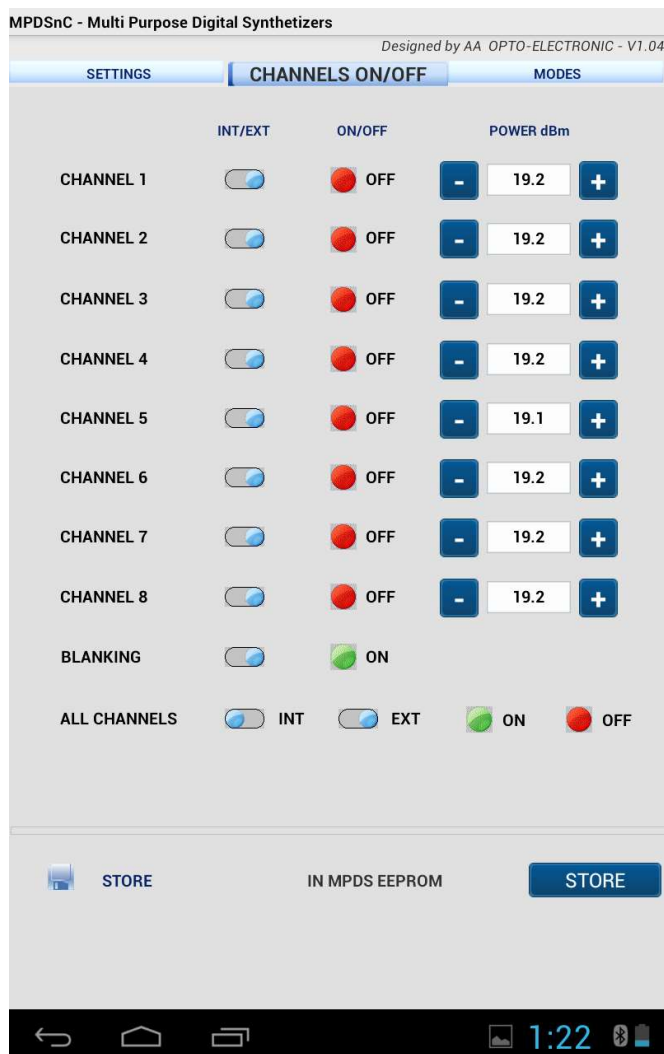 MPDSnC - Multi Purpose Digital Synthetizers
Designed by AA OPTO-ELECTRONIC - V1.04
SETTINGS CHANNELS ON/OFF MODES
INT/EXT ON/OFF POWER dBm
CHANNEL 1 OFF - 19.2 +
CHANNEL 2 OFF - 19.2 +
CHANNEL 3 OFF - 19.2 +
CHANNEL 4 OFF - 19.2 +
CHANNEL 5 OFF - 19.1 +
CHANNEL 6 OFF - 19.2 +
CHANNEL 7 OFF - 19.2 +
CHANNEL 8 OFF - 19.2 +
BLANKING ON
ALL CHANNELS INT EXT ON OFF
STORE IN MPDS EEPROM STORE
1:22